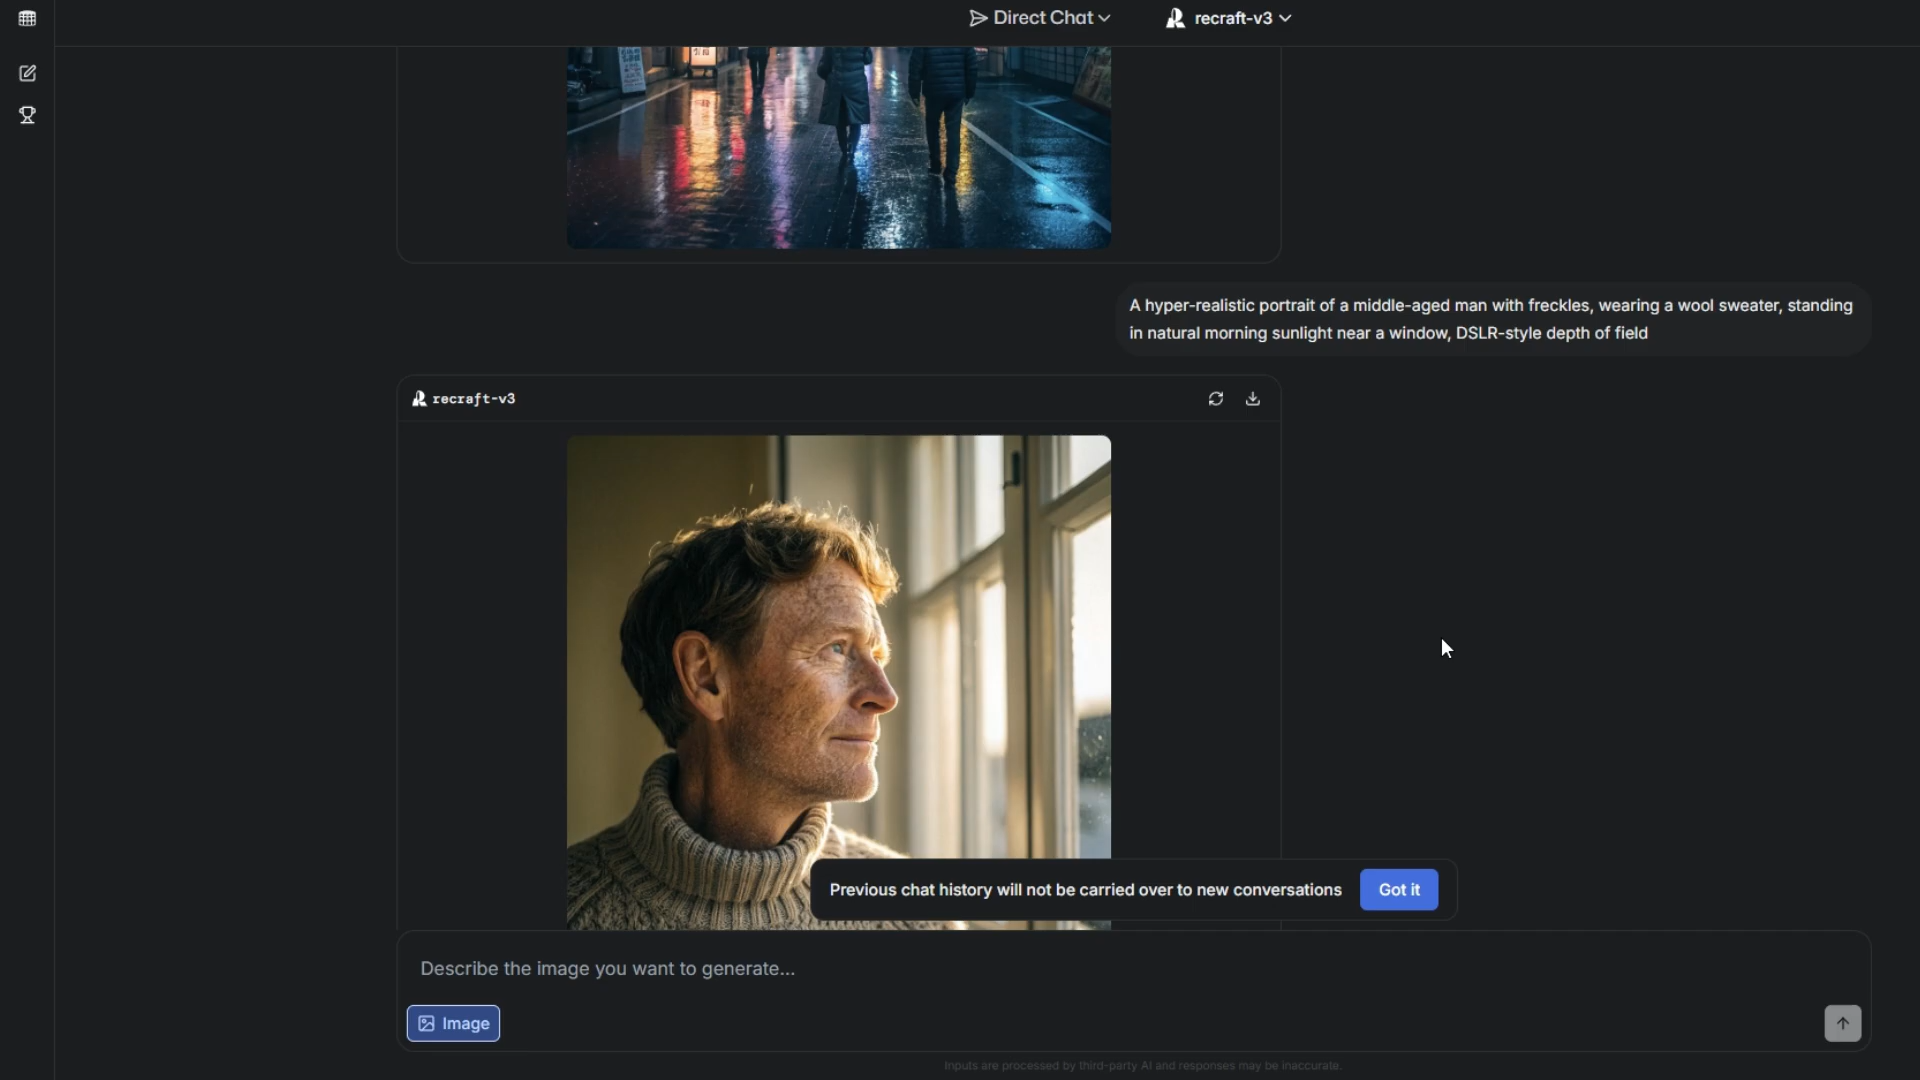 Direct Chat
recraft-v3
A hyper-realistic portrait of a middle-aged man with freckles, wearing a wool sweater, standing
in natural morning sunlight near a window, DSLR-style depth of field
recraft-v3
Previous chat history will not be carried over to new conversations
Got it
Describe the image you want to generate...
Image
Inputs are processed by third-party AI and responses may be inaccurate.